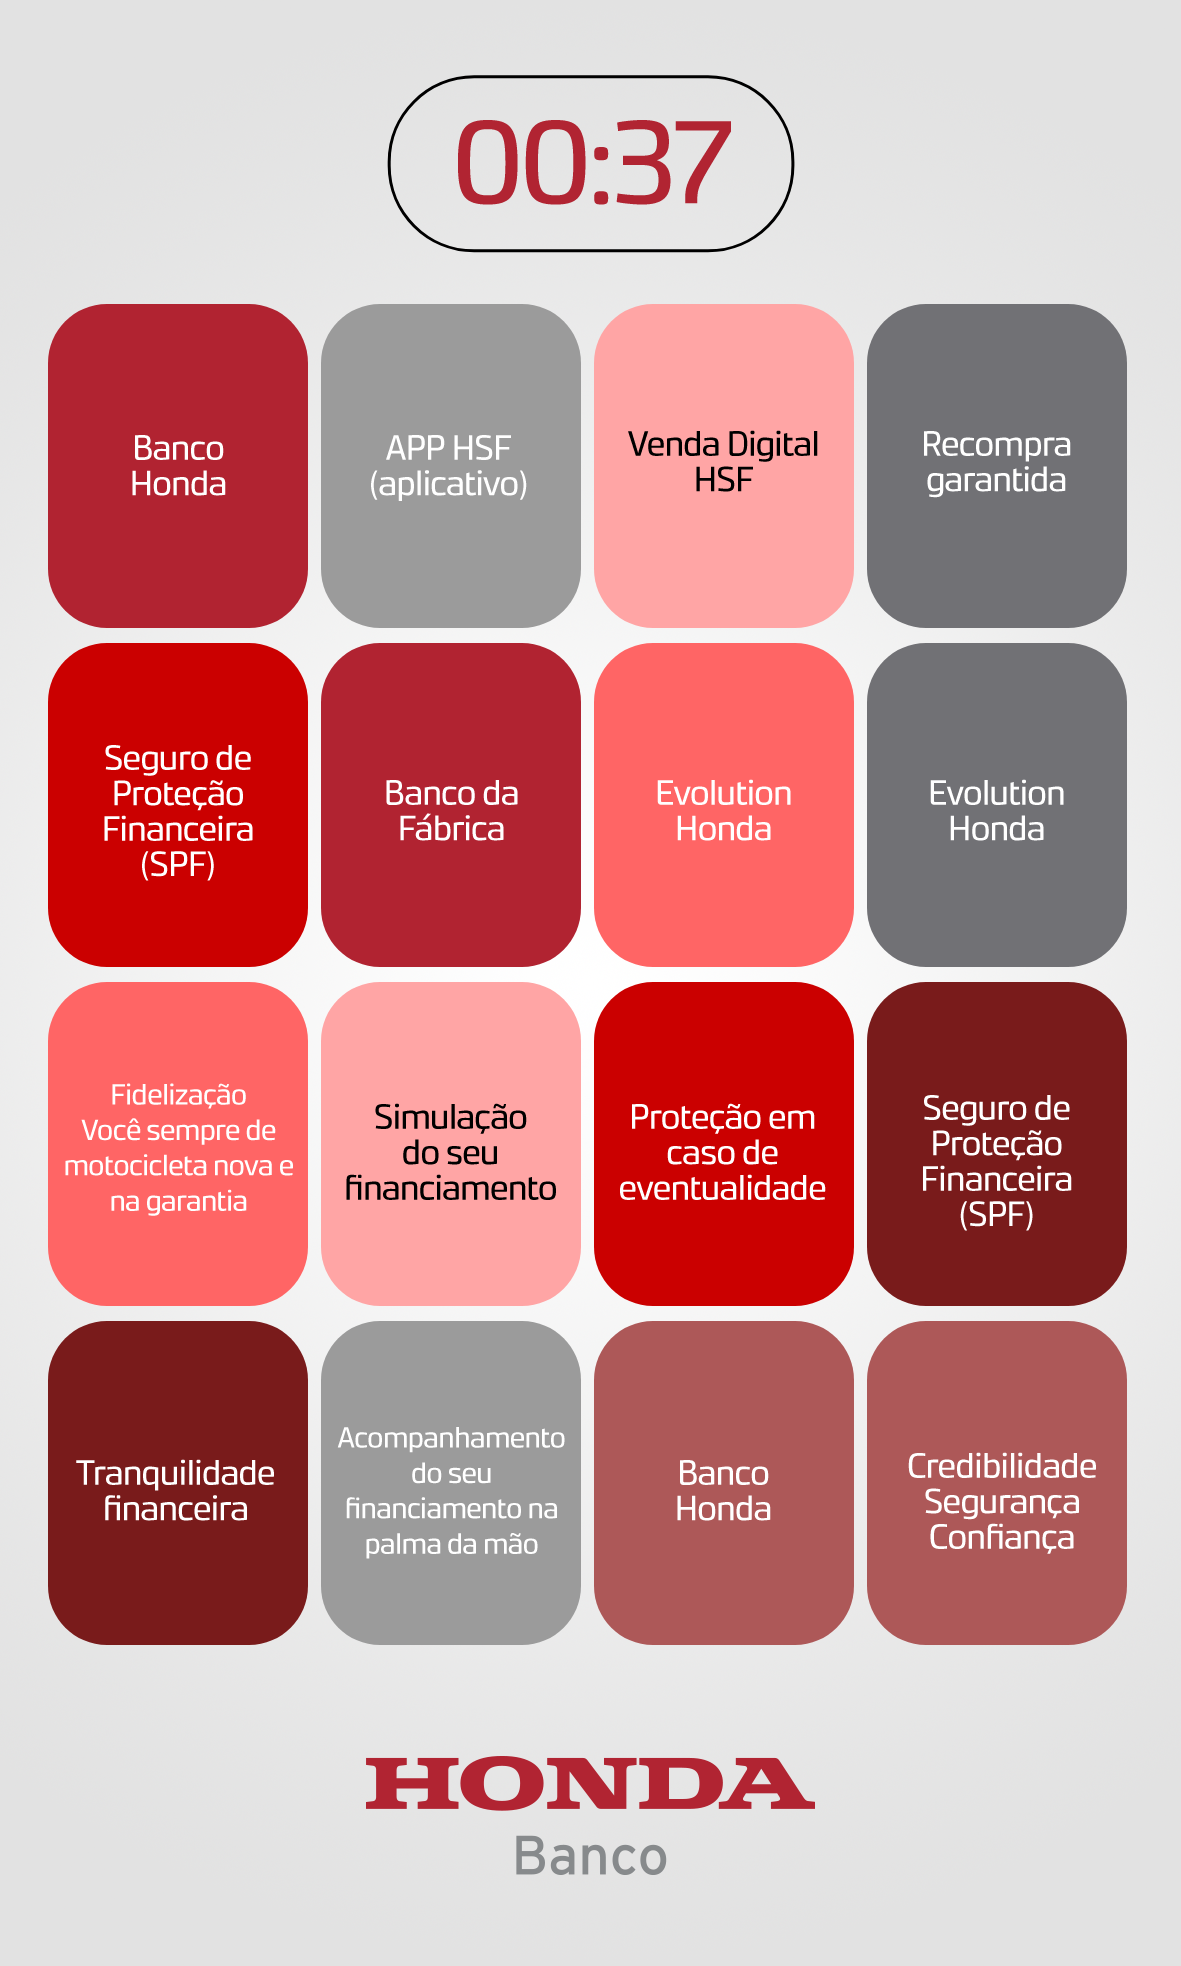 00:37
Banco
Honda
APP HSF
(aplicativo)
Venda Digital
HSF
Recompra
garantida
Seguro de
Proteção
Financeira
(SPF)
Banco da
Fábrica
Evolution
Honda
Evolution
Honda
Fidelização
Você sempre de
motocicleta nova e
na garantia
Simulação
do seu
financiamento
Proteção em
caso de
eventualidade
Seguro de
Proteção
Financeira
(SPF)
Tranquilidade
financeira
Acompanhamento
do seu
financiamento na
palma da mão
Banco
Honda
Credibilidade
Segurança
Confiança
HONDA
Banco